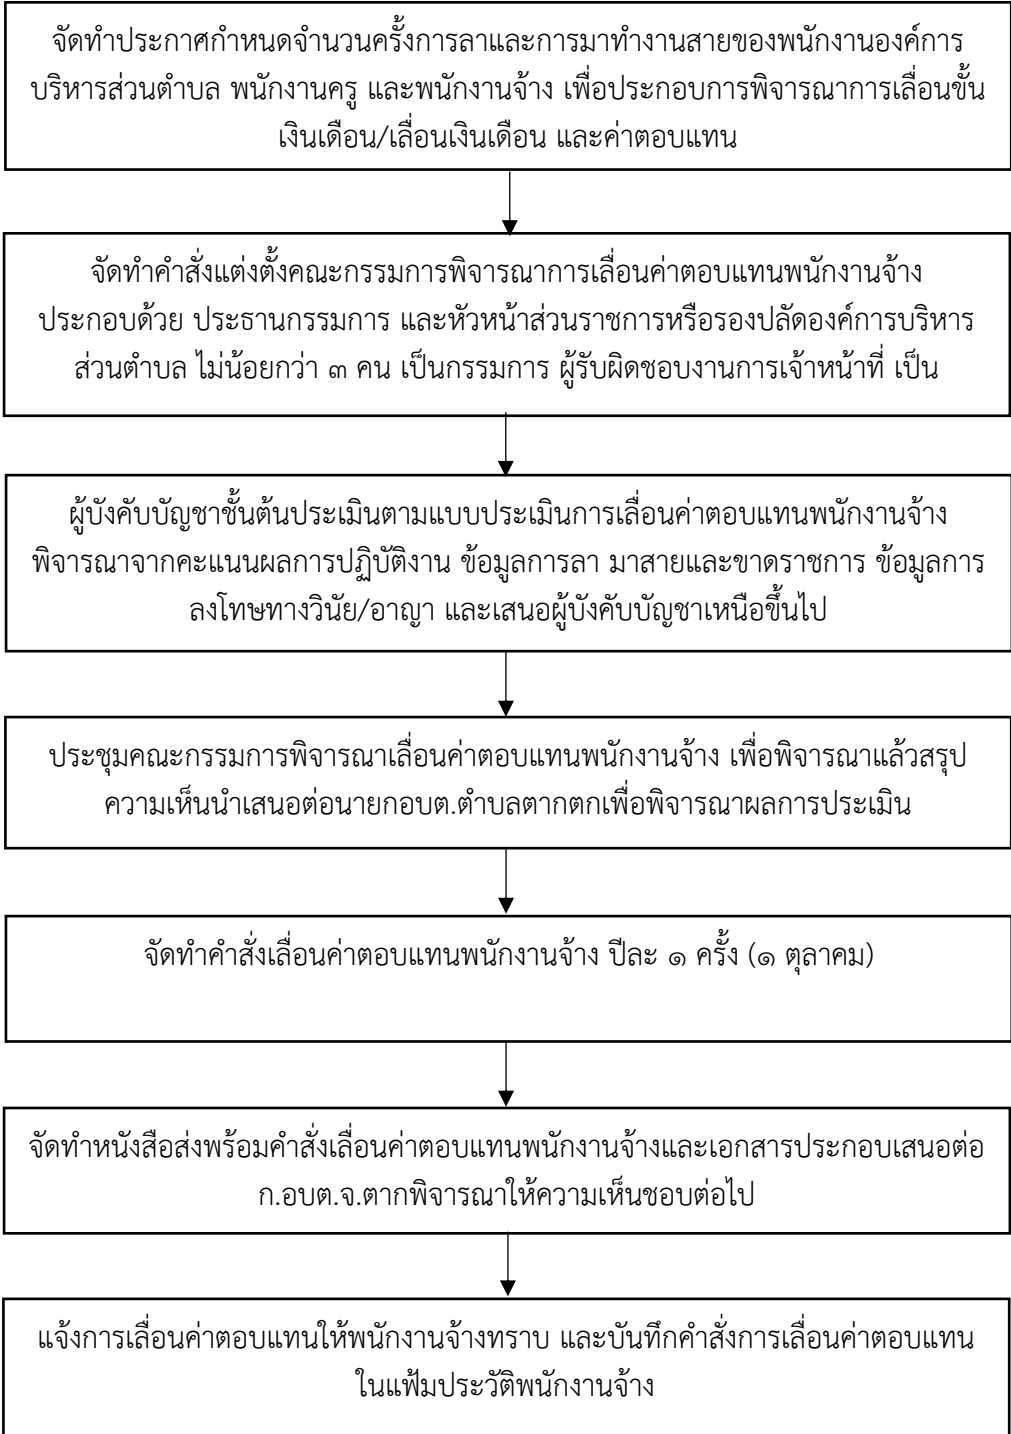 จัดทำประกาศกำหนดจำนวนครั้งการลาและการมาทำงานสายของพนักงานองค์การ
บริหารส่วนตำบล พนักงานครู และพนักงานจ้าง เพื่อประกอบการพิจารณาการเลื่อนขั้น
เงินเดือน/เลื่อนเงินเดือน และค่าตอบแทน
จัดทำคำสั่งแต่งตั้งคณะกรรมการพิจารณาการเลื่อนค่าตอบแทนพนักงานจ้าง
ประกอบด้วย ประธานกรรมการ และหัวหน้าส่วนราชการหรือรองปลัดองค์การบริหาร
ส่วนตำบล ไม่น้อยกว่า ๓ คน เป็นกรรมการ ผู้รับผิดชอบงานการเจ้าหน้าที่ เป็น
ผู้บังคับบัญชาชั้นต้นประเมินตามแบบประเมินการเลื่อนค่าตอบแทนพนักงานจ้าง
พิจารณาจากคะแนนผลการปฏิบัติงาน ข้อมูลการลา มาสายและขาดราชการ ข้อมูลการ
ลงโทษทางวินัย/อาญา และเสนอผู้บังคับบัญชาเหนือขึ้นไป
ประชุมคณะกรรมการพิจารณาเลื่อนค่าตอบแทนพนักงานจ้าง เพื่อพิจารณาแล้วสรุป
ความเห็นนำเสนอต่อนายกอบต.ตำบลตากตกเพื่อพิจารณาผลการประเมิน
จัดทำคำสั่งเลื่อนค่าตอบแทนพนักงานจ้าง ปีละ ๑ ครั้ง (๑ ตุลาคม)
จัดทำหนังสือส่งพร้อมคำสั่งเลื่อนค่าตอบแทนพนักงานจ้างและเอกสารประกอบเสนอต่อ
ก.อบต.จ.ตากพิจารณาให้ความเห็นชอบต่อไป
แจ้งการเลื่อนค่าตอบแทนให้พนักงานจ้างทราบ และบันทึกคำสั่งการเลื่อนค่าตอบแทน
ในแฟ้มประวัติพนักงานจ้าง